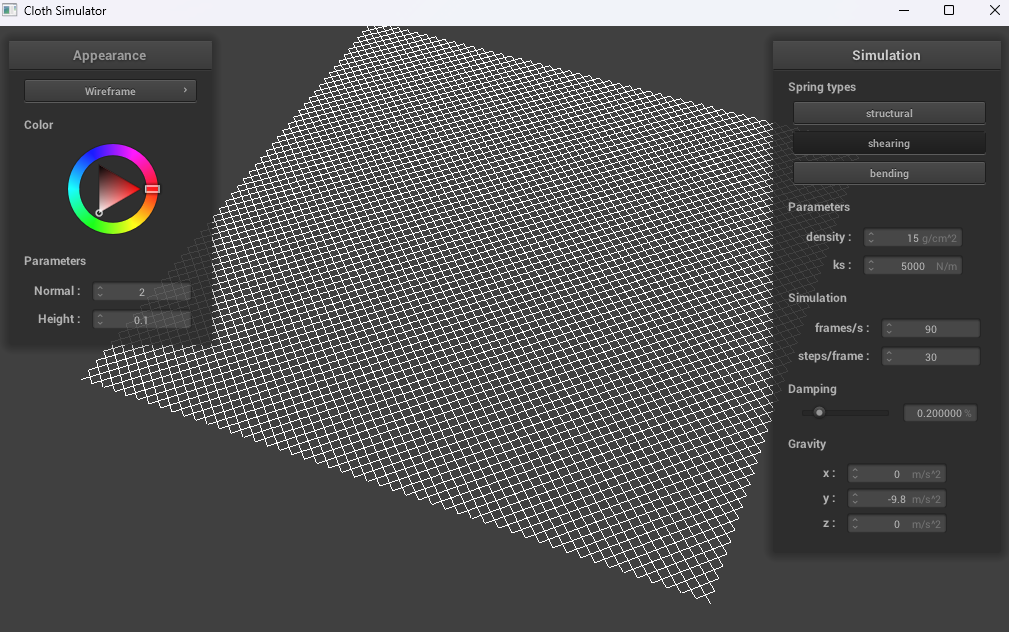 Cloth Simulator
Appearance
Wireframe
Color
Parameters
Normal : 2
Height : 0.1
Simulation
Spring types
structural
shearing
bending
Parameters
density : 15 g/cm^2
ks : 5000 N/m
Simulation
frames/s : 90
steps/frame : 30
Damping
0.200000 %
Gravity
x : 0 m/s^2
y : -9.8 m/s^2
z : 0 m/s^2